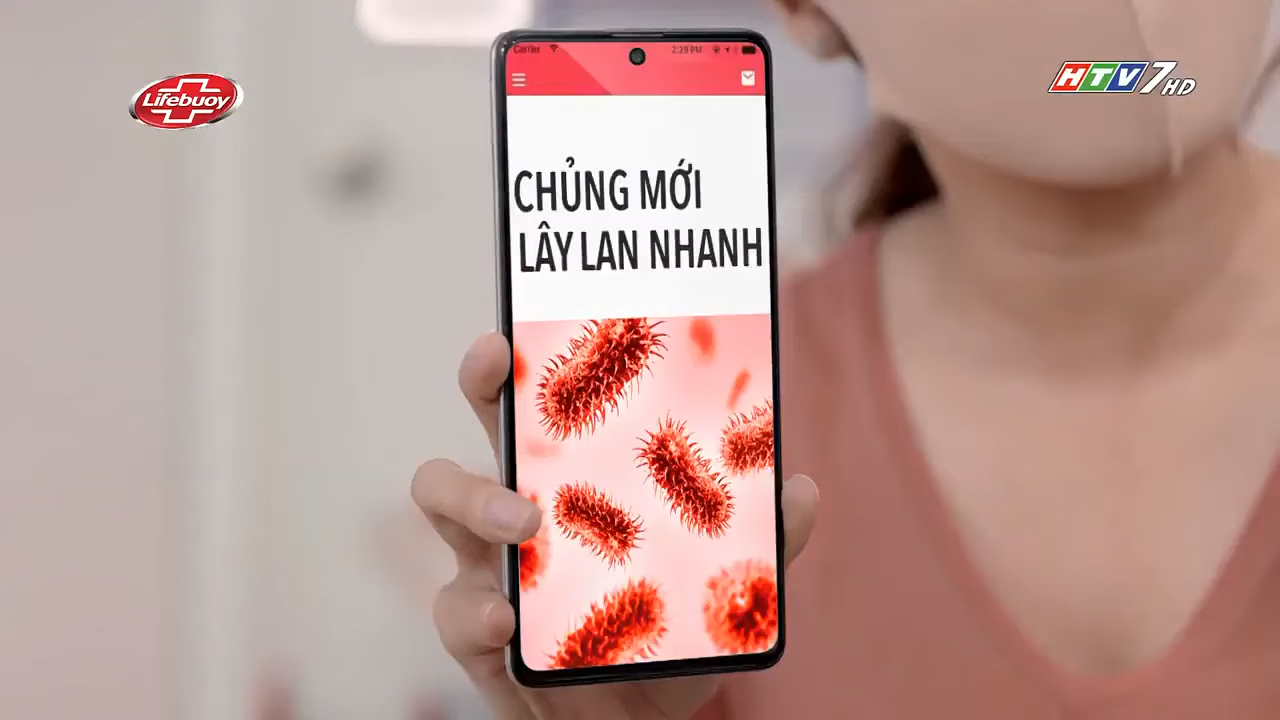 Lifebuoy
HTV7 HD
Carrier
2:29 PM
CHỦNG MỚI
LÂY LAN NHANH